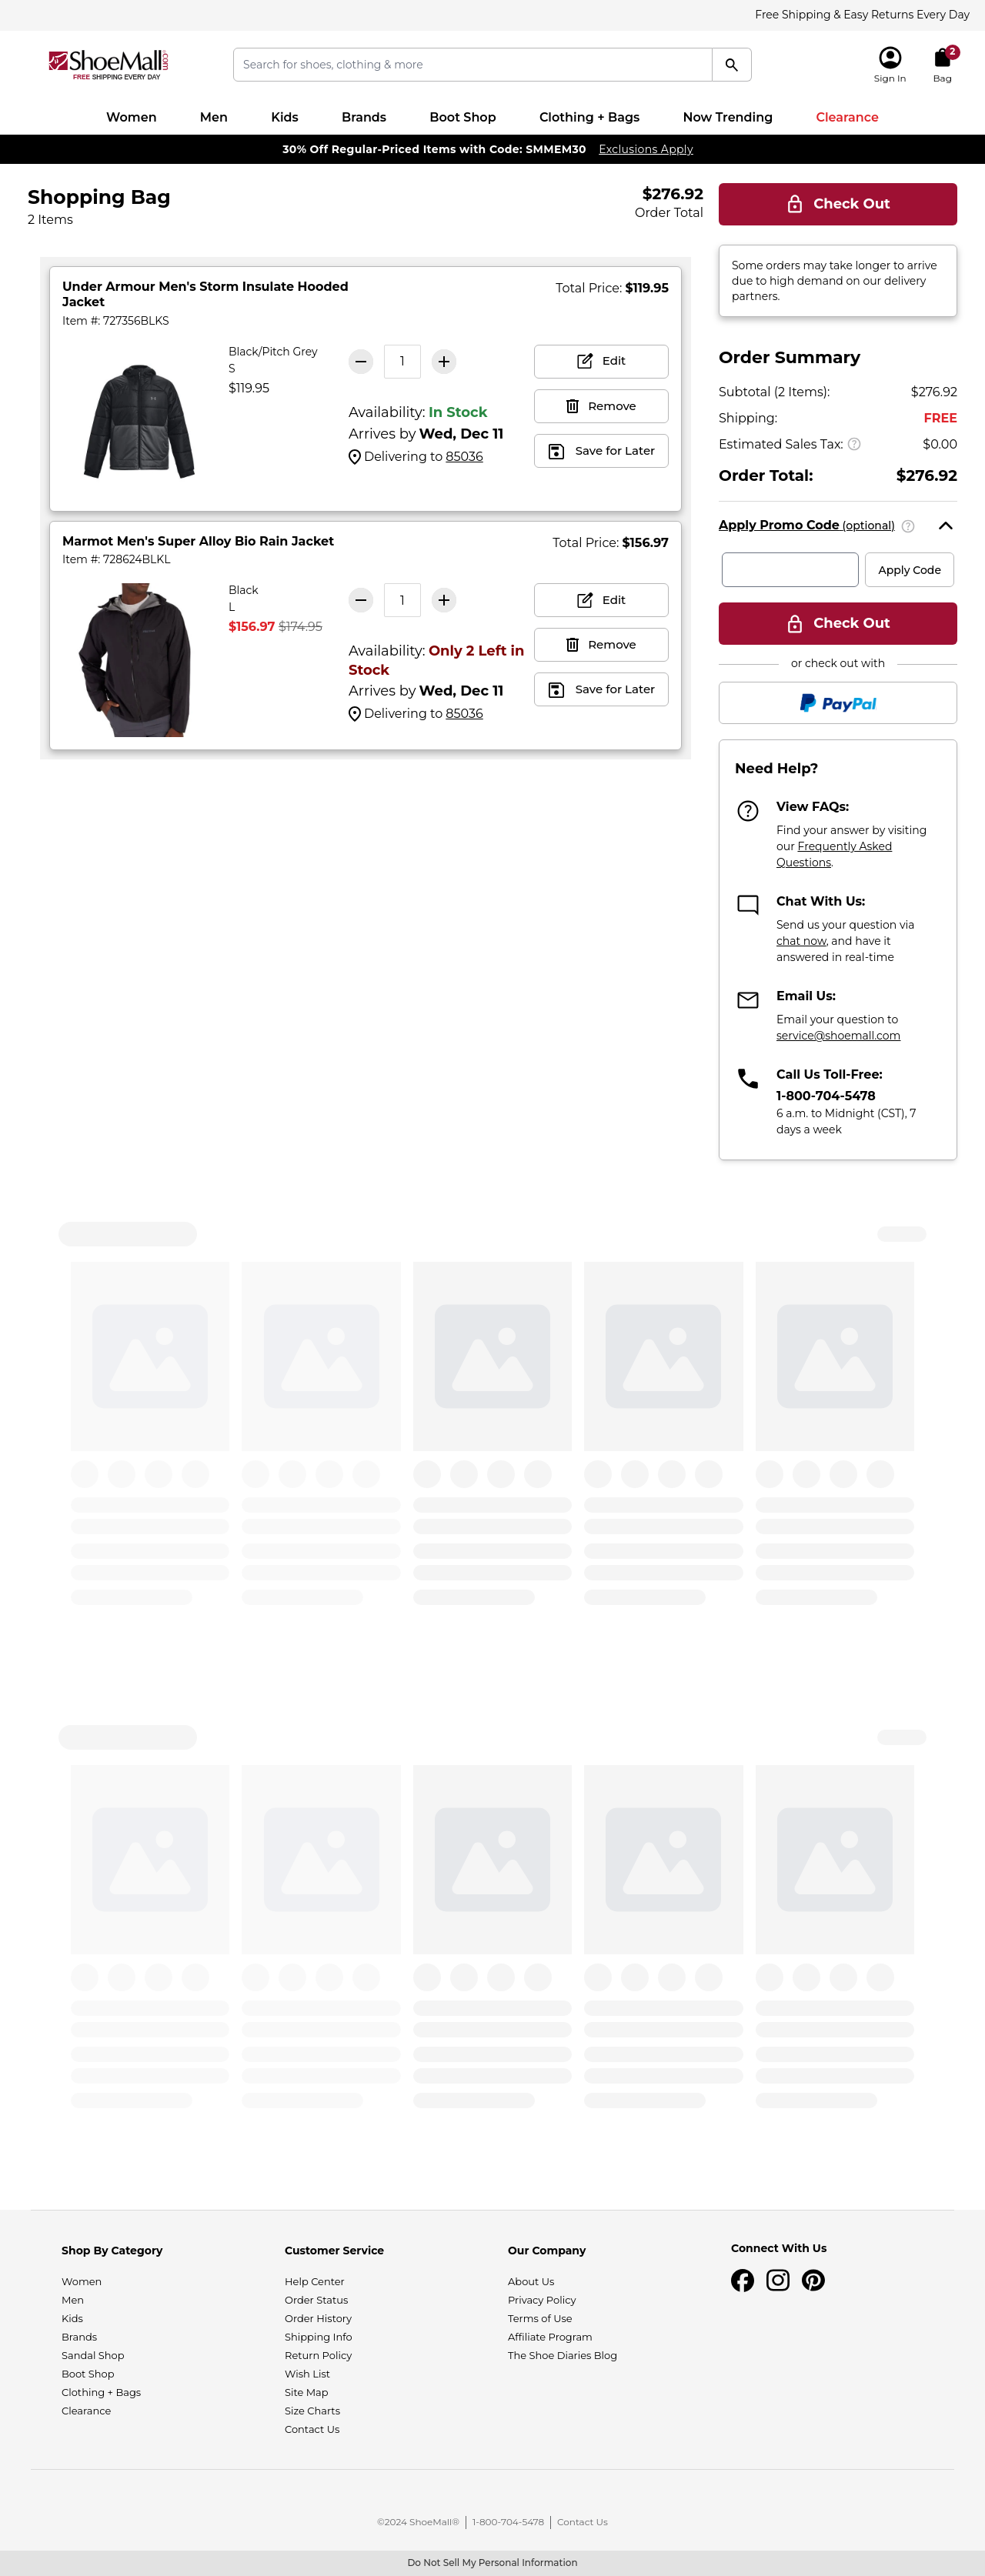 Free Shipping & Easy Returns Every Day
ShoeMall.com
FREE SHIPPING EVERY DAY
Search for shoes, clothing & more
Sign In
2
Bag
Women Men Kids Brands Boot Shop Clothing + Bags Now Trending Clearance
30% Off Regular-Priced Items with Code: SMMEM30 Exclusions Apply
Shopping Bag
2 Items
$276.92
Order Total
Check Out
Some orders may take longer to arrive
due to high demand on our delivery
partners.
Under Armour Men's Storm Insulate Hooded
Jacket
Item #: 727356BLKS
Total Price: $119.95
Black/Pitch Grey
S
$119.95
1
Availability: In Stock
Arrives by Wed, Dec 11
Delivering to 85036
Edit
Remove
Save for Later
Marmot Men's Super Alloy Bio Rain Jacket
Item #: 728624BLKL
Total Price: $156.97
Black
L
$156.97 $174.95
1
Availability: Only 2 Left in
Stock
Arrives by Wed, Dec 11
Delivering to 85036
Edit
Remove
Save for Later
Order Summary
Subtotal (2 Items): $276.92
Shipping: FREE
Estimated Sales Tax: ? $0.00
Order Total: $276.92
Apply Promo Code (optional) ?
Apply Code
Check Out
or check out with
PayPal
Need Help?
View FAQs:
Find your answer by visiting
our Frequently Asked
Questions.
Chat With Us:
Send us your question via
chat now, and have it
answered in real-time
Email Us:
Email your question to
service@shoemall.com
Call Us Toll-Free:
1-800-704-5478
6 a.m. to Midnight (CST), 7
days a week
Shop By Category
Women
Men
Kids
Brands
Sandal Shop
Boot Shop
Clothing + Bags
Clearance
Customer Service
Help Center
Order Status
Order History
Shipping Info
Return Policy
Wish List
Site Map
Size Charts
Contact Us
Our Company
About Us
Privacy Policy
Terms of Use
Affiliate Program
The Shoe Diaries Blog
Connect With Us
©2024 ShoeMall® 1-800-704-5478 Contact Us
Do Not Sell My Personal Information